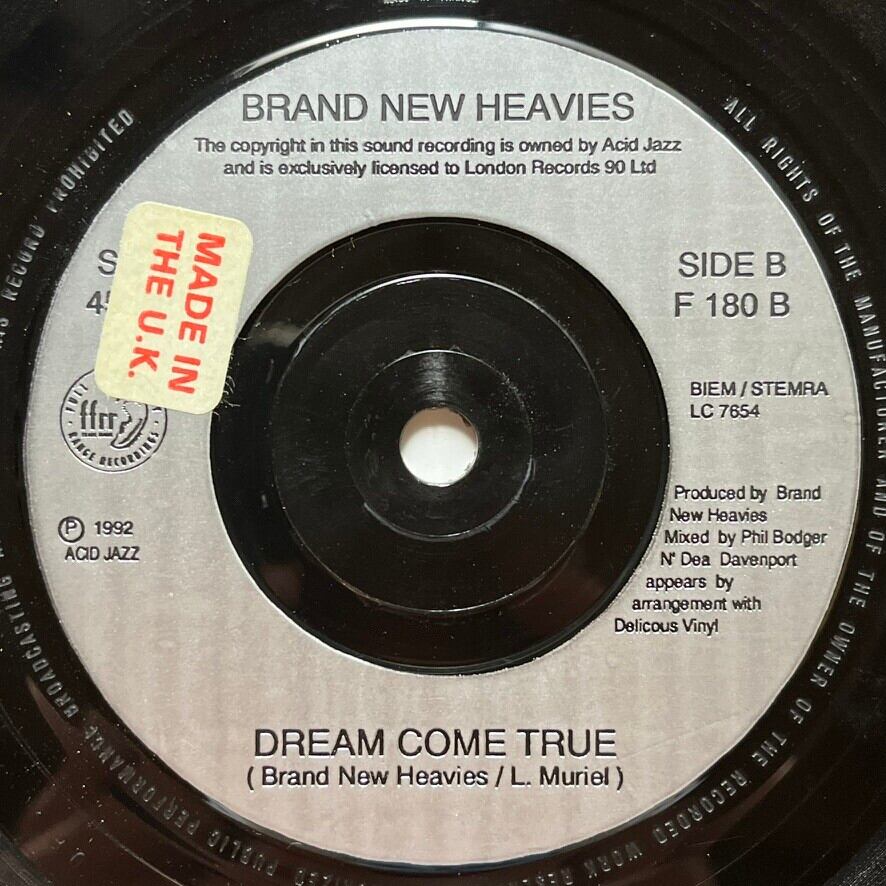 BRAND NEW HEAVIES
The copyright in this sound recording is owned by Acid Jazz
and is exclusively licensed to London Records 90 Ltd
MADE IN
THE U.K.
SIDE B
F 180 B
BIEM / STEMRA
LC 7654
ffrr
RANGE RECORDINGS
Ⓟ 1992
ACID JAZZ
Produced by Brand
New Heavies
Mixed by Phil Bodger
N' Dea Davenport
appears by
arrangement with
Delicous Vinyl
DREAM COME TRUE
( Brand New Heavies / L. Muriel )
ALL RIGHTS OF THE MANUFACTURER AND OF THE OWNER OF THE RECORDED WORK
PUBLIC PERFORMANCE BROADCASTING
RECORD PROHIBITED